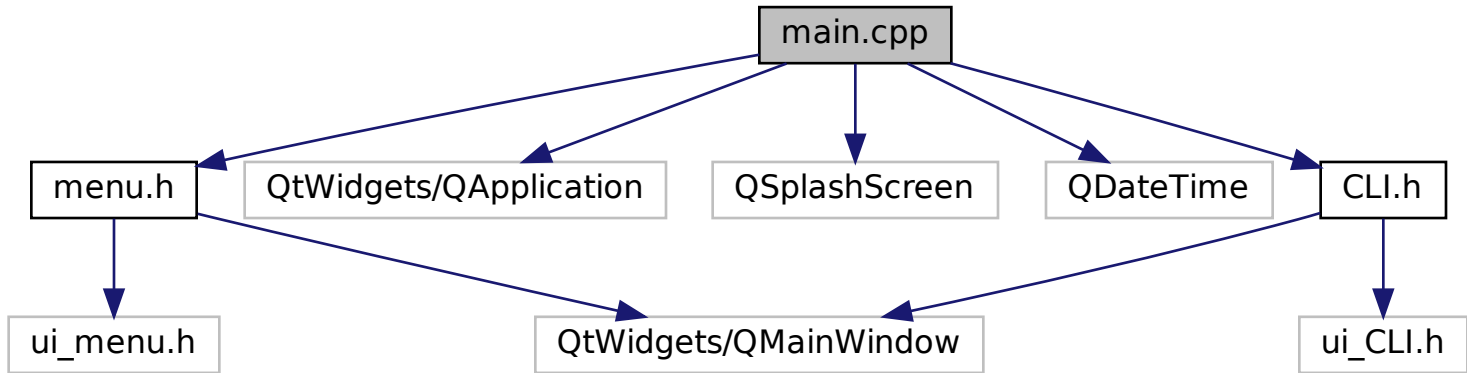 main.cpp
menu.h
QtWidgets/QApplication
QSplashScreen
QDateTime
CLI.h
ui_menu.h
QtWidgets/QMainWindow
ui_CLI.h